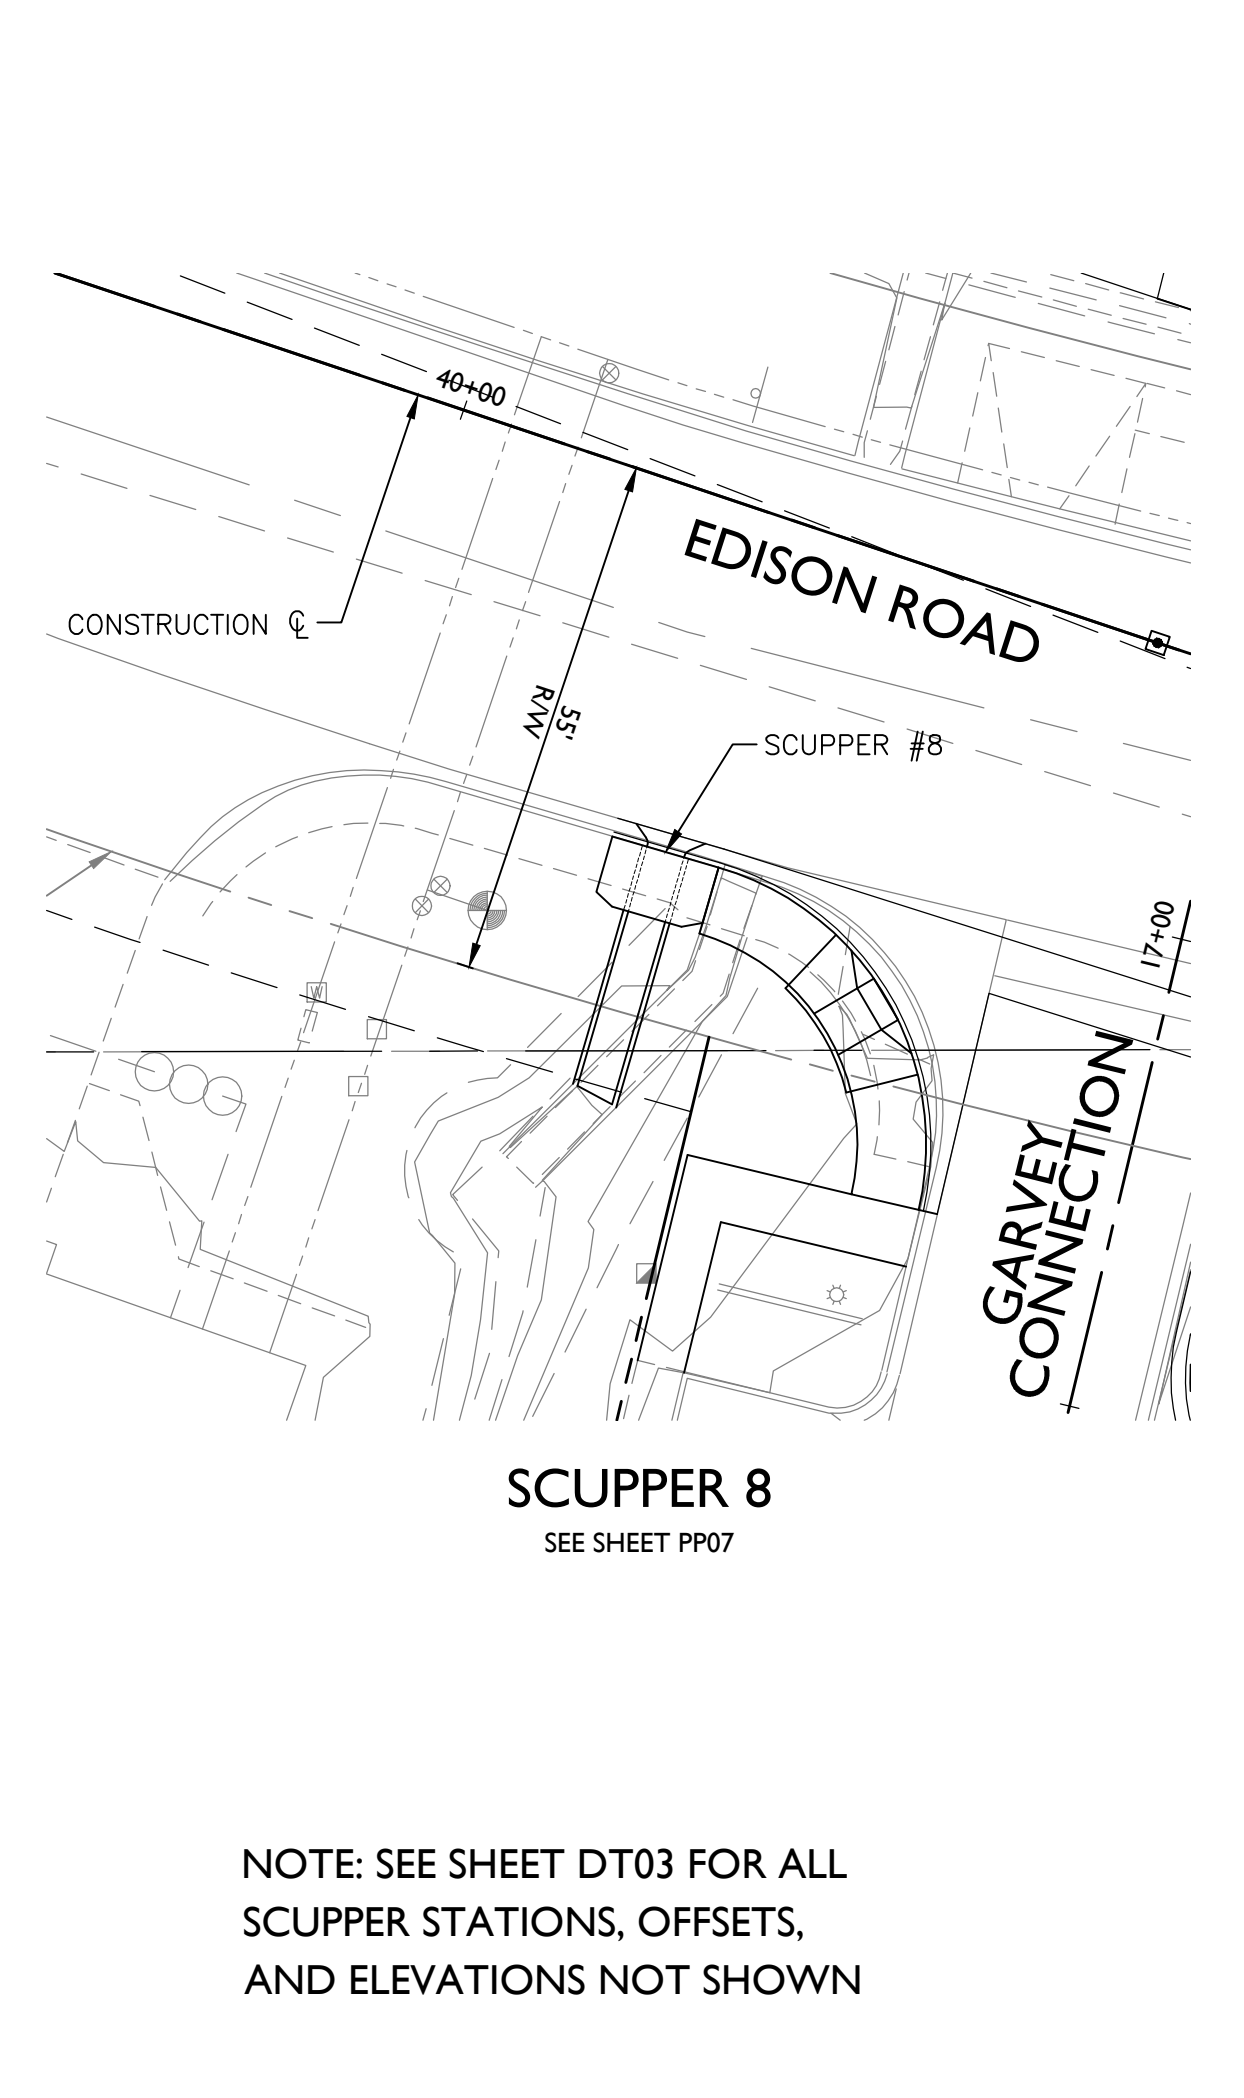 40+00
EDISON ROAD
CONSTRUCTION ℄
55'
R/W
SCUPPER #8
17+00
W
GARVEY
CONNECTION
SCUPPER 8
SEE SHEET PP07
NOTE: SEE SHEET DT03 FOR ALL
SCUPPER STATIONS, OFFSETS,
AND ELEVATIONS NOT SHOWN